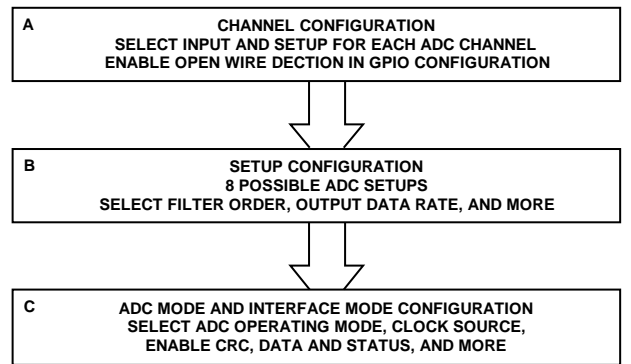 A
CHANNEL CONFIGURATION
SELECT INPUT AND SETUP FOR EACH ADC CHANNEL
ENABLE OPEN WIRE DECTION IN GPIO CONFIGURATION
B
SETUP CONFIGURATION
8 POSSIBLE ADC SETUPS
SELECT FILTER ORDER, OUTPUT DATA RATE, AND MORE
C
ADC MODE AND INTERFACE MODE CONFIGURATION
SELECT ADC OPERATING MODE, CLOCK SOURCE,
ENABLE CRC, DATA AND STATUS, AND MORE